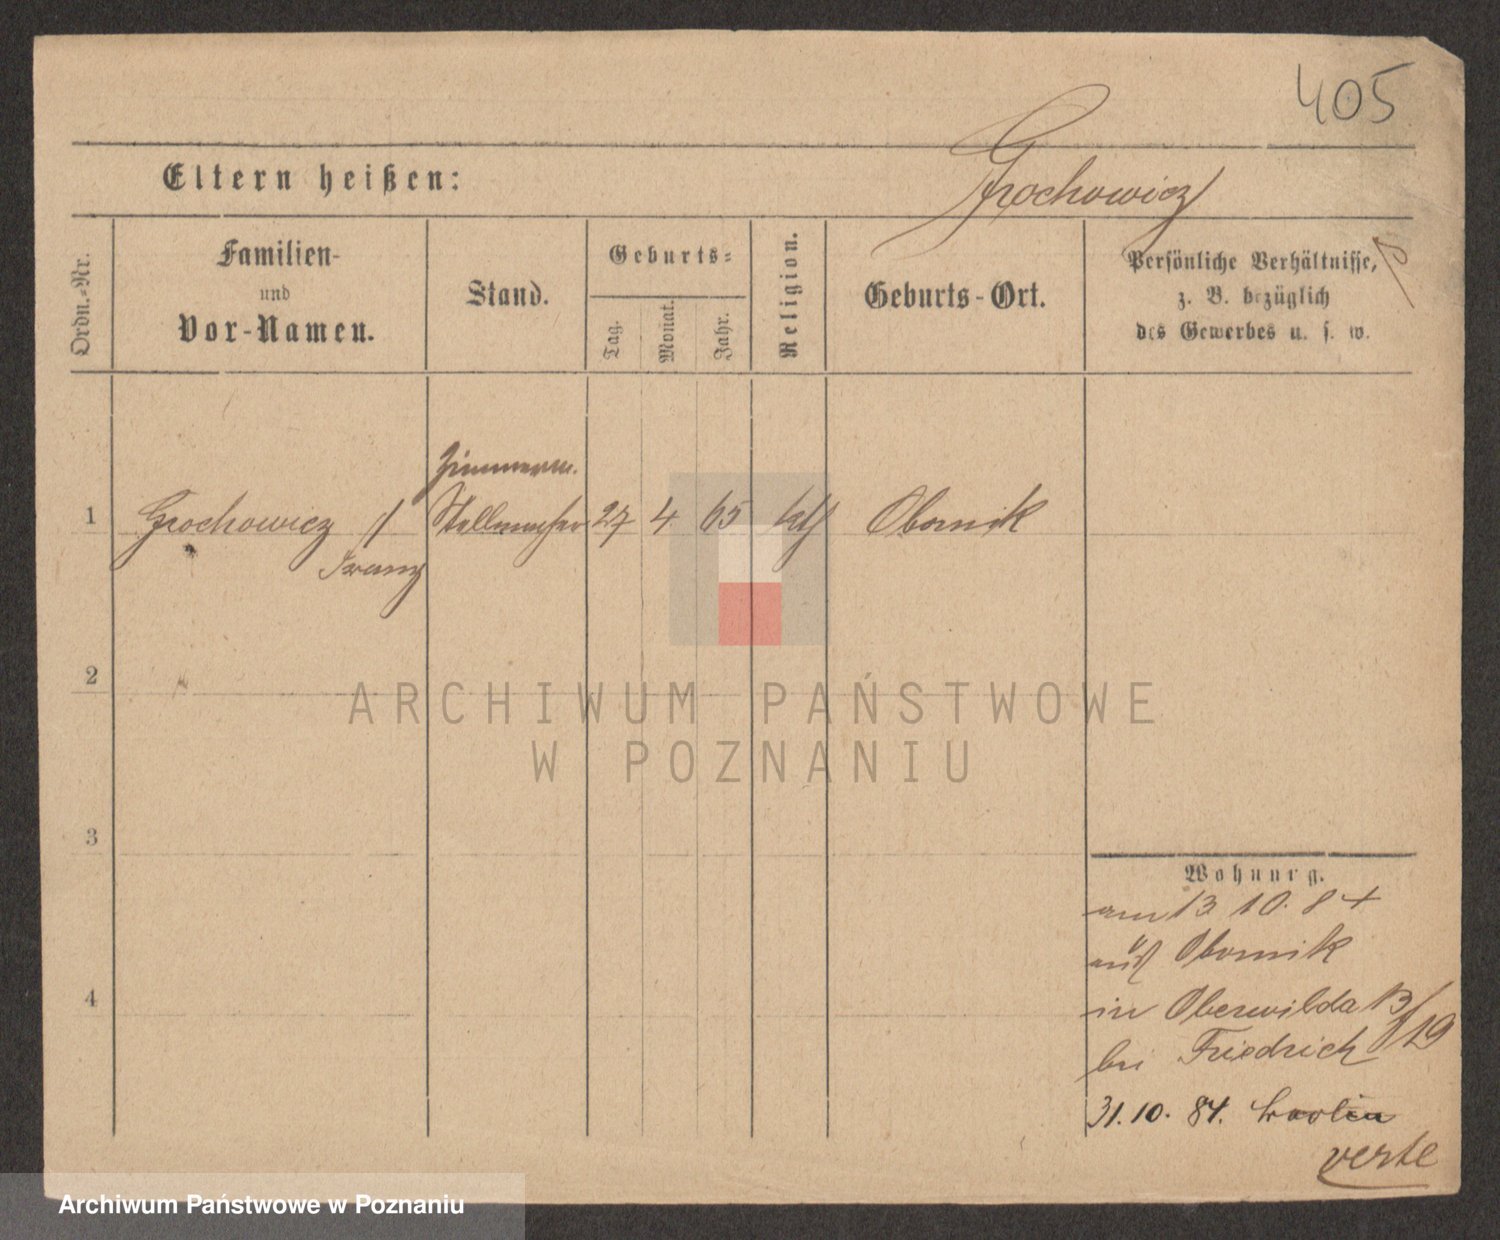 405
Eltern heißen:
Grochowicz
Ordn.-Nr.
Familien-
und
Vor-Namen.
Stand.
Geburts-
Tag.
Monat.
Jahr.
Religion.
Geburts-Ort.
Persönliche Verhältnisse,
z. B. bezüglich
des Gewerbes u. s. w.
Zimmerm.
1 Grochowicz Stellmacher 27 4 65 kth Obornik
Franz
2
ARCHIWUM PAŃSTWOWE
W POZNANIU
3
Wohnung.
am 13 10. 84
aus Obornik
4
in Oberwilda 13/19
bei Friedrich
31. 10. 84.
verte
Archiwum Państwowe w Poznaniu